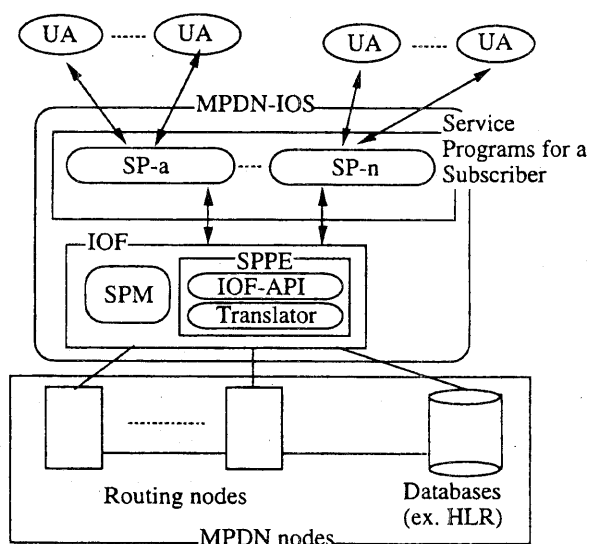 UA ...... UA UA ...... UA
MPDN-IOS
Service
Programs for a
Subscriber
SP-a ..... SP-n
IOF
SPPE
SPM
IOF-API
Translator
Routing nodes
Databases
(ex. HLR)
MPDN nodes